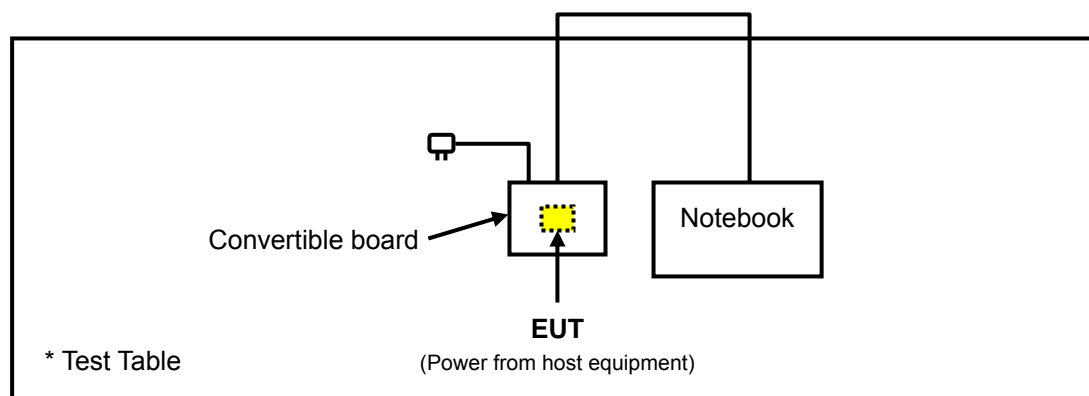 Notebook
Convertible board
EUT
(Power from host equipment)
* Test Table